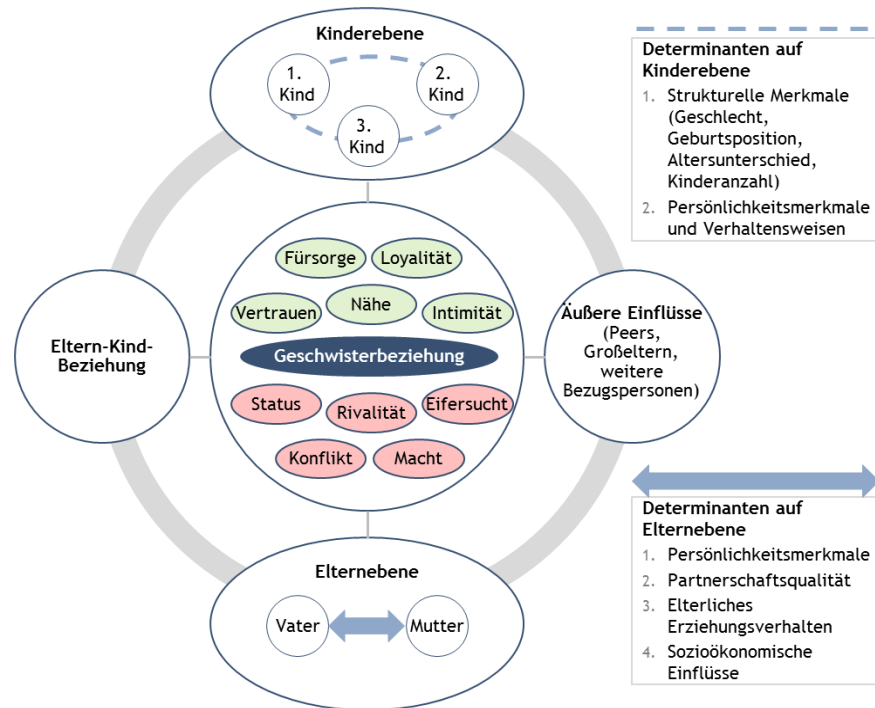 Kinderebene
1.
Kind
2.
Kind
3.
Kind
Determinanten auf
Kinderebene
1. Strukturelle Merkmale
(Geschlecht,
Geburtsposition,
Altersunterschied,
Kinderanzahl)
2. Persönlichkeitsmerkmale
und Verhaltensweisen
Fürsorge
Loyalität
Vertrauen
Nähe
Intimität
Eltern-Kind-
Beziehung
Geschwisterbeziehung
Äußere Einflüsse
(Peers,
Großeltern,
weitere
Bezugspersonen)
Status
Rivalität
Eifersucht
Konflikt
Macht
Elternebene
Vater
Mutter
Determinanten auf
Elternebene
1. Persönlichkeitsmerkmale
2. Partnerschaftsqualität
3. Elterliches
Erziehungsverhalten
4. Sozioökonomische
Einflüsse